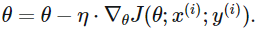 θ = θ − η · ∇_θ J(θ; x^(i); y^(i)).